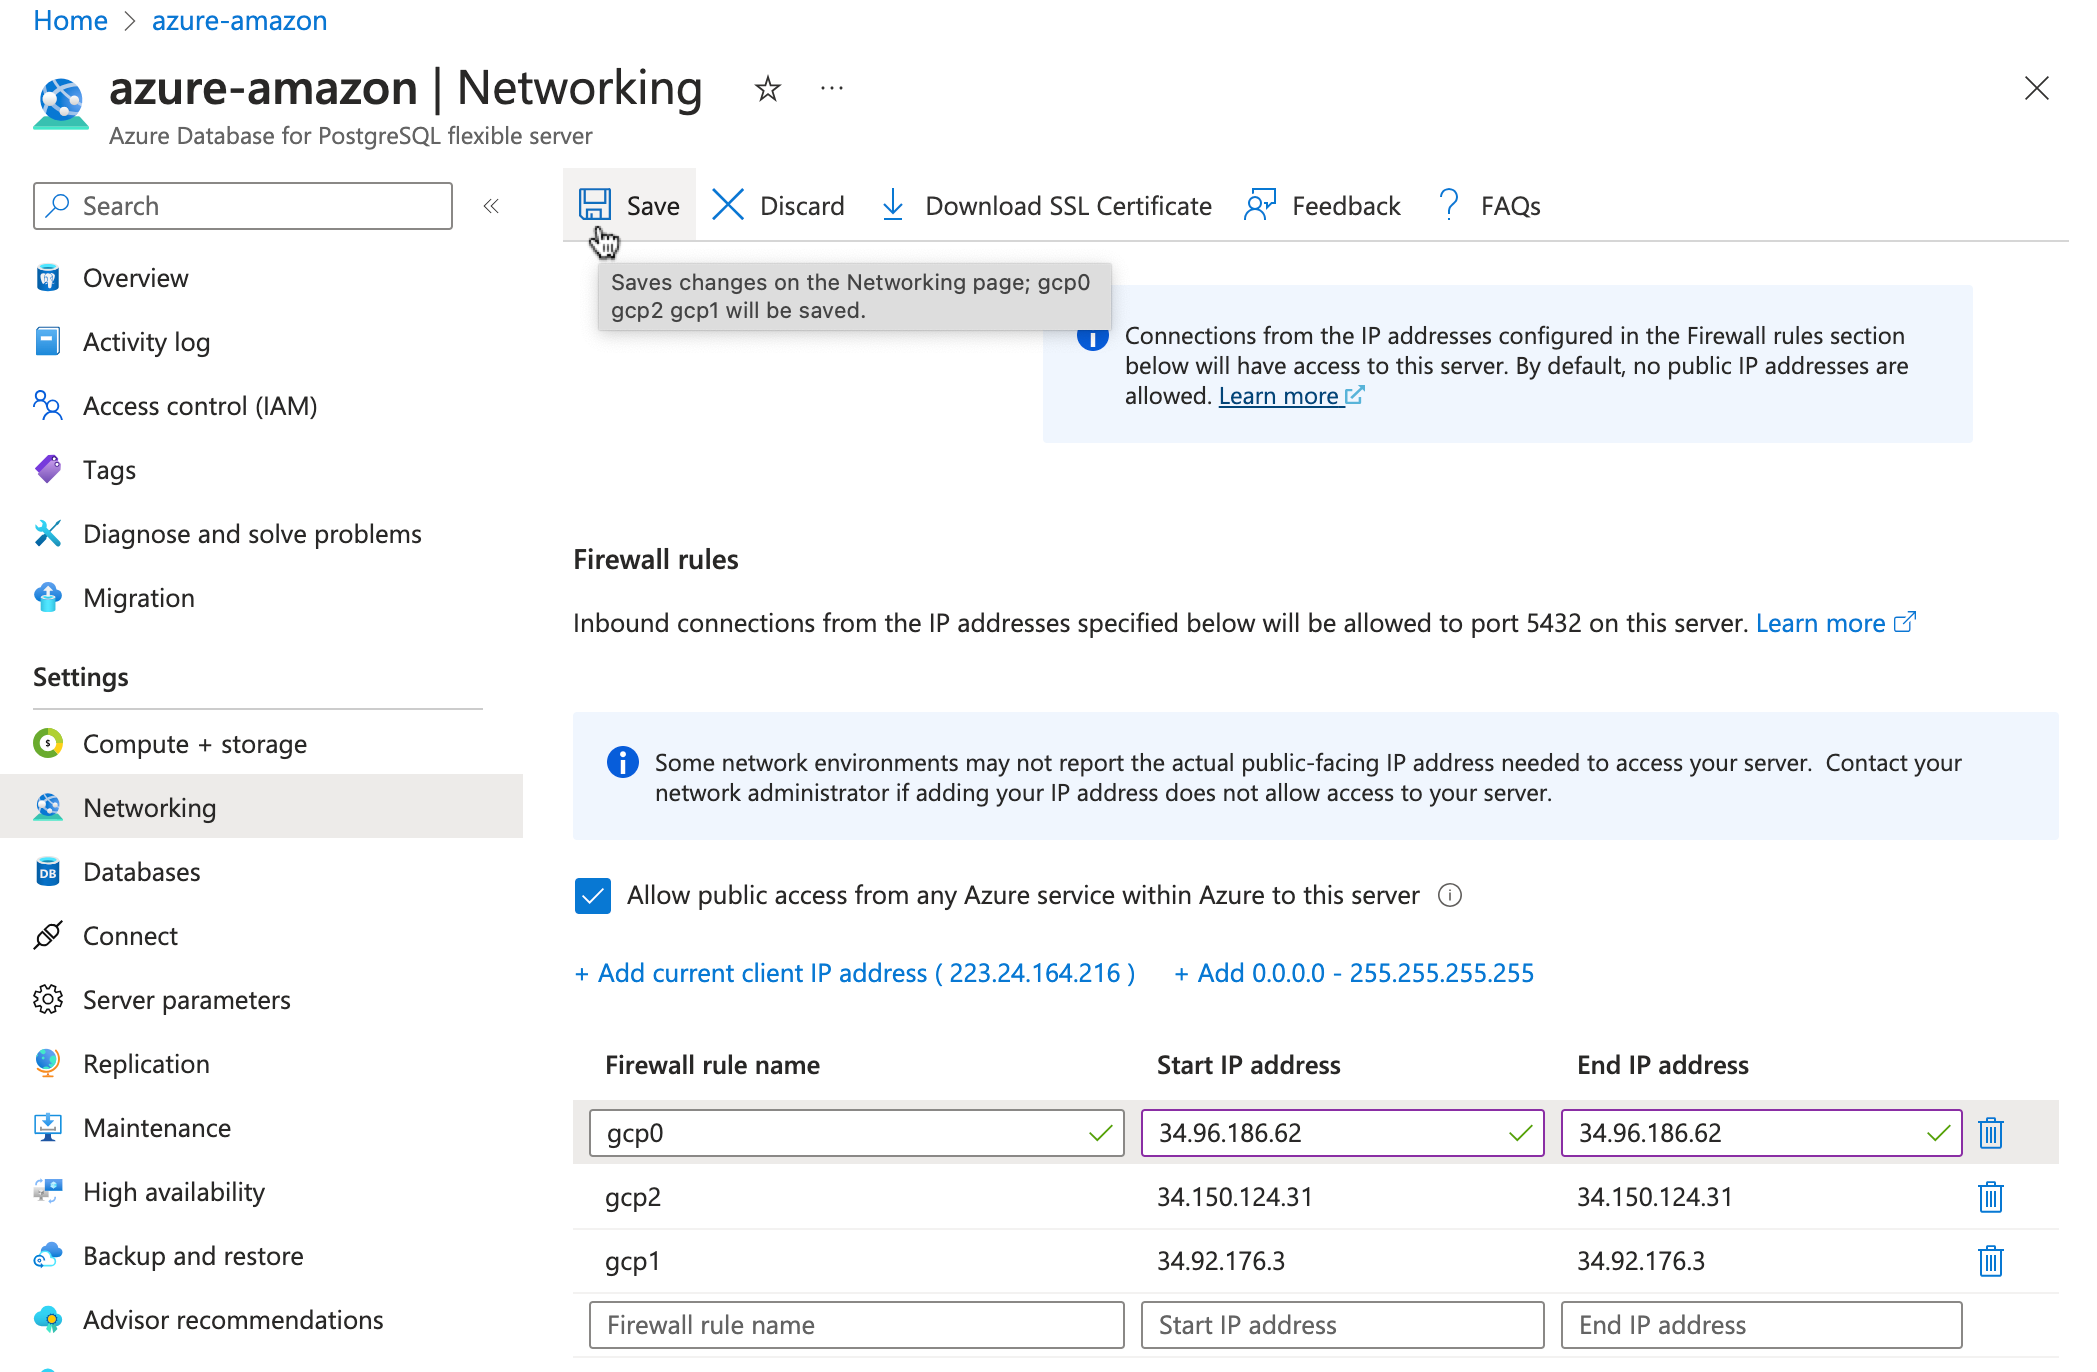 Home > azure-amazon
azure-amazon | Networking
Azure Database for PostgreSQL flexible server
Search
Overview
Activity log
Access control (IAM)
Tags
Diagnose and solve problems
Migration
Settings
Compute + storage
Networking
Databases
Connect
Server parameters
Replication
Maintenance
High availability
Backup and restore
Advisor recommendations
Save
Discard
Download SSL Certificate
Feedback
FAQs
Saves changes on the Networking page; gcp0
gcp2 gcp1 will be saved.
Connections from the IP addresses configured in the Firewall rules section
below will have access to this server. By default, no public IP addresses are
allowed. Learn more
Firewall rules
Inbound connections from the IP addresses specified below will be allowed to port 5432 on this server. Learn more
Some network environments may not report the actual public-facing IP address needed to access your server. Contact your
network administrator if adding your IP address does not allow access to your server.
Allow public access from any Azure service within Azure to this server
+ Add current client IP address ( 223.24.164.216 ) + Add 0.0.0.0 - 255.255.255.255
Firewall rule name Start IP address End IP address
gcp0 34.96.186.62 34.96.186.62
gcp2 34.150.124.31 34.150.124.31
gcp1 34.92.176.3 34.92.176.3
Firewall rule name Start IP address End IP address